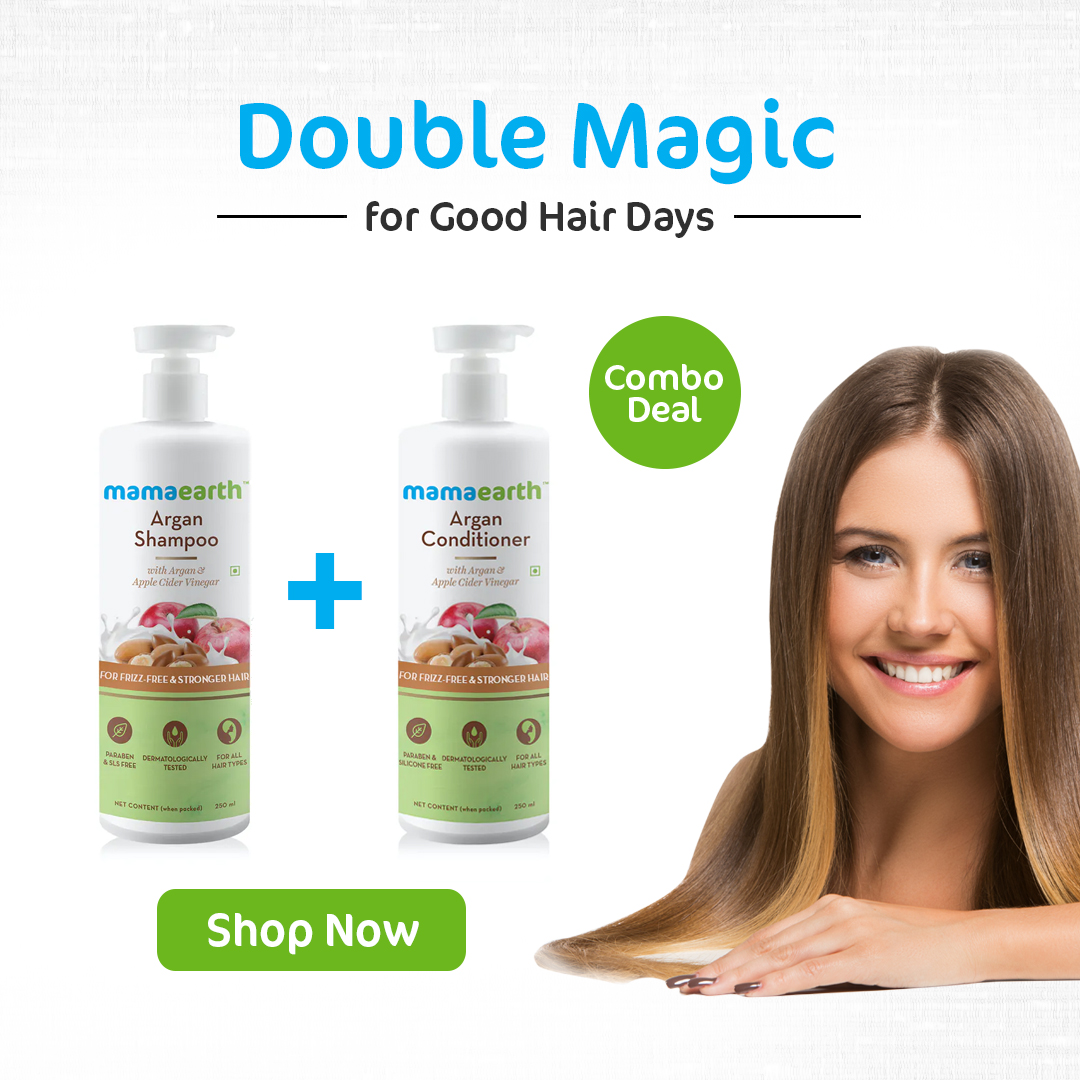 Double Magic
for Good Hair Days
Combo
Deal
mamaearth™
Argan
Shampoo
with Argan &
Apple Cider Vinegar
FOR FRIZZ-FREE & STRONGER HAIR
PARABEN
& SLS FREE
DERMATOLOGICALLY
TESTED
FOR ALL
HAIR TYPES
NET CONTENT (when packed) 250 ml
+
mamaearth™
Argan
Conditioner
with Argan &
Apple Cider Vinegar
FOR FRIZZ-FREE & STRONGER HAIR
PARABEN &
SILICONE FREE
DERMATOLOGICALLY
TESTED
FOR ALL
HAIR TYPES
NET CONTENT (when packed) 250 ml
Shop Now